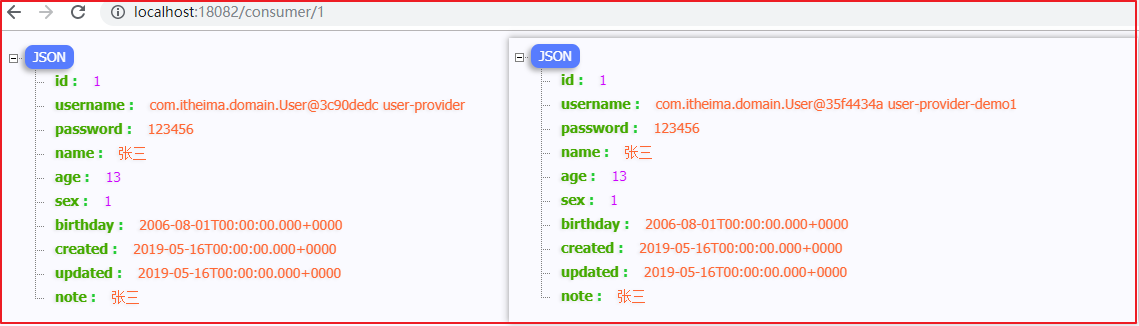 localhost:18082/consumer/1
JSON
id : 1
username : com.itheima.domain.User@3c90dedc user-provider
password : 123456
name : 张三
age : 13
sex : 1
birthday : 2006-08-01T00:00:00.000+0000
created : 2019-05-16T00:00:00.000+0000
updated : 2019-05-16T00:00:00.000+0000
note : 张三
JSON
id : 1
username : com.itheima.domain.User@35f4434a user-provider-demo1
password : 123456
name : 张三
age : 13
sex : 1
birthday : 2006-08-01T00:00:00.000+0000
created : 2019-05-16T00:00:00.000+0000
updated : 2019-05-16T00:00:00.000+0000
note : 张三